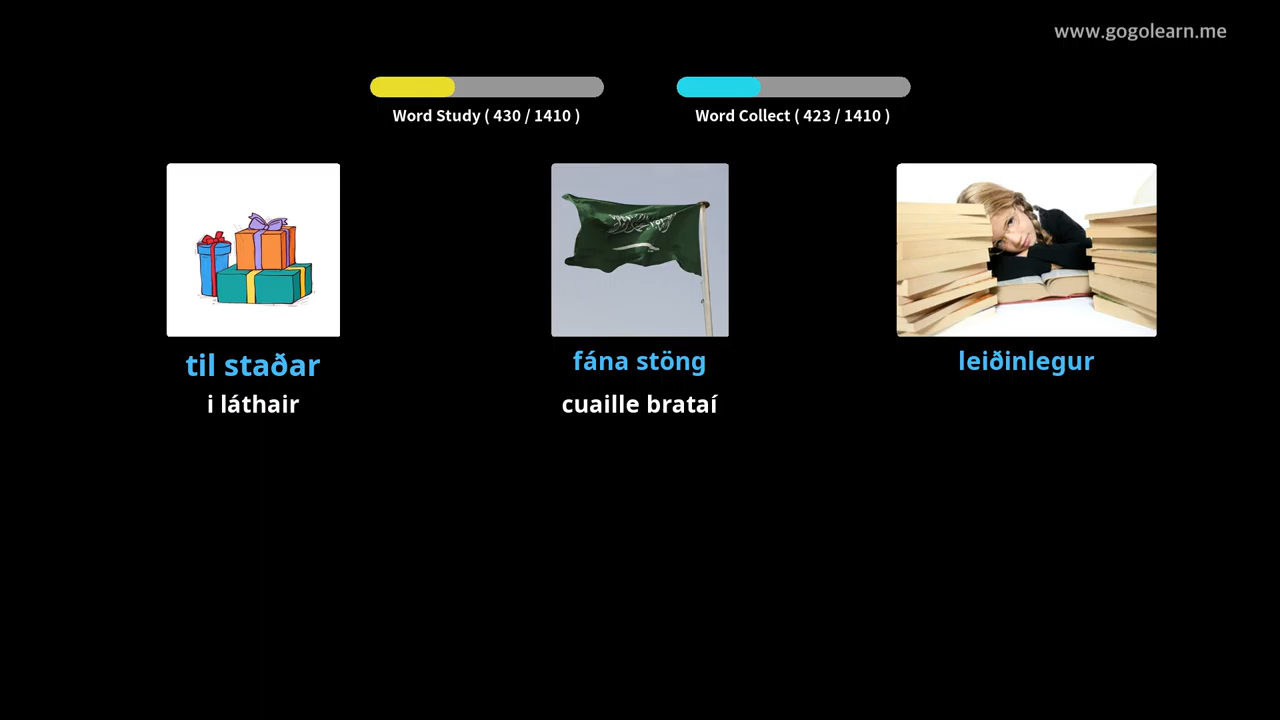 www.gogolearn.me
Word Study ( 430 / 1410 )
Word Collect ( 423 / 1410 )
til staðar
fána stöng
leiðinlegur
i láthair
cuaille brataí